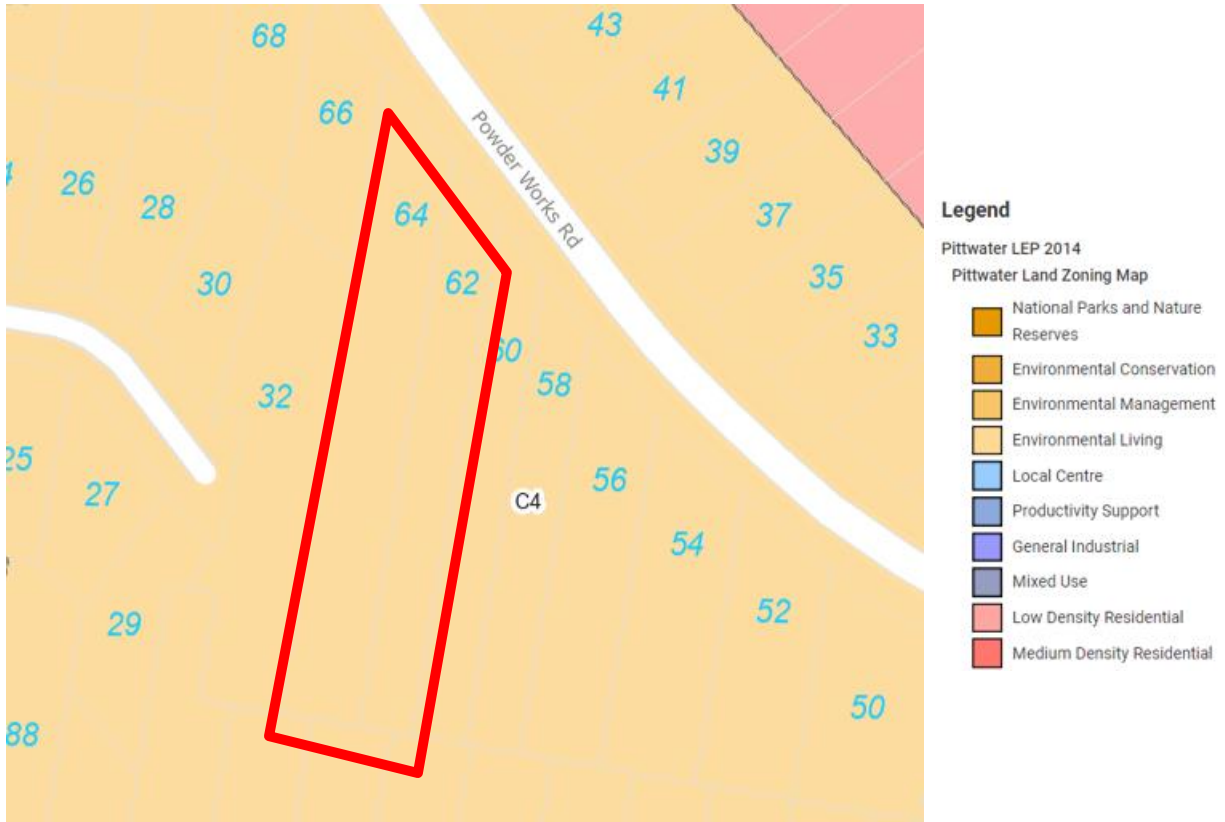 68
43
66
41
39
Powder Works Rd
26
28
64
37
30
62
35
33
60
58
32
25
27
56
C4
54
29
52
50
88
Legend
Pittwater LEP 2014
Pittwater Land Zoning Map
National Parks and Nature
Reserves
Environmental Conservation
Environmental Management
Environmental Living
Local Centre
Productivity Support
General Industrial
Mixed Use
Low Density Residential
Medium Density Residential